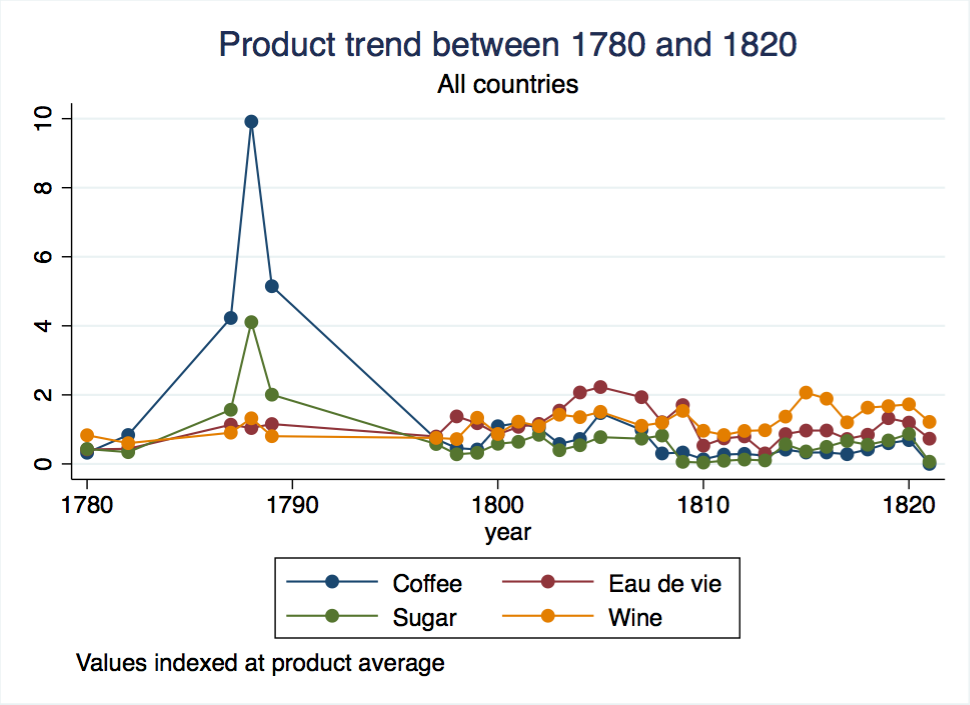 Product trend between 1780 and 1820
All countries
10
8
6
4
2
0
1780 1790 1800 1810 1820
year
Coffee Eau de vie
Sugar Wine
Values indexed at product average